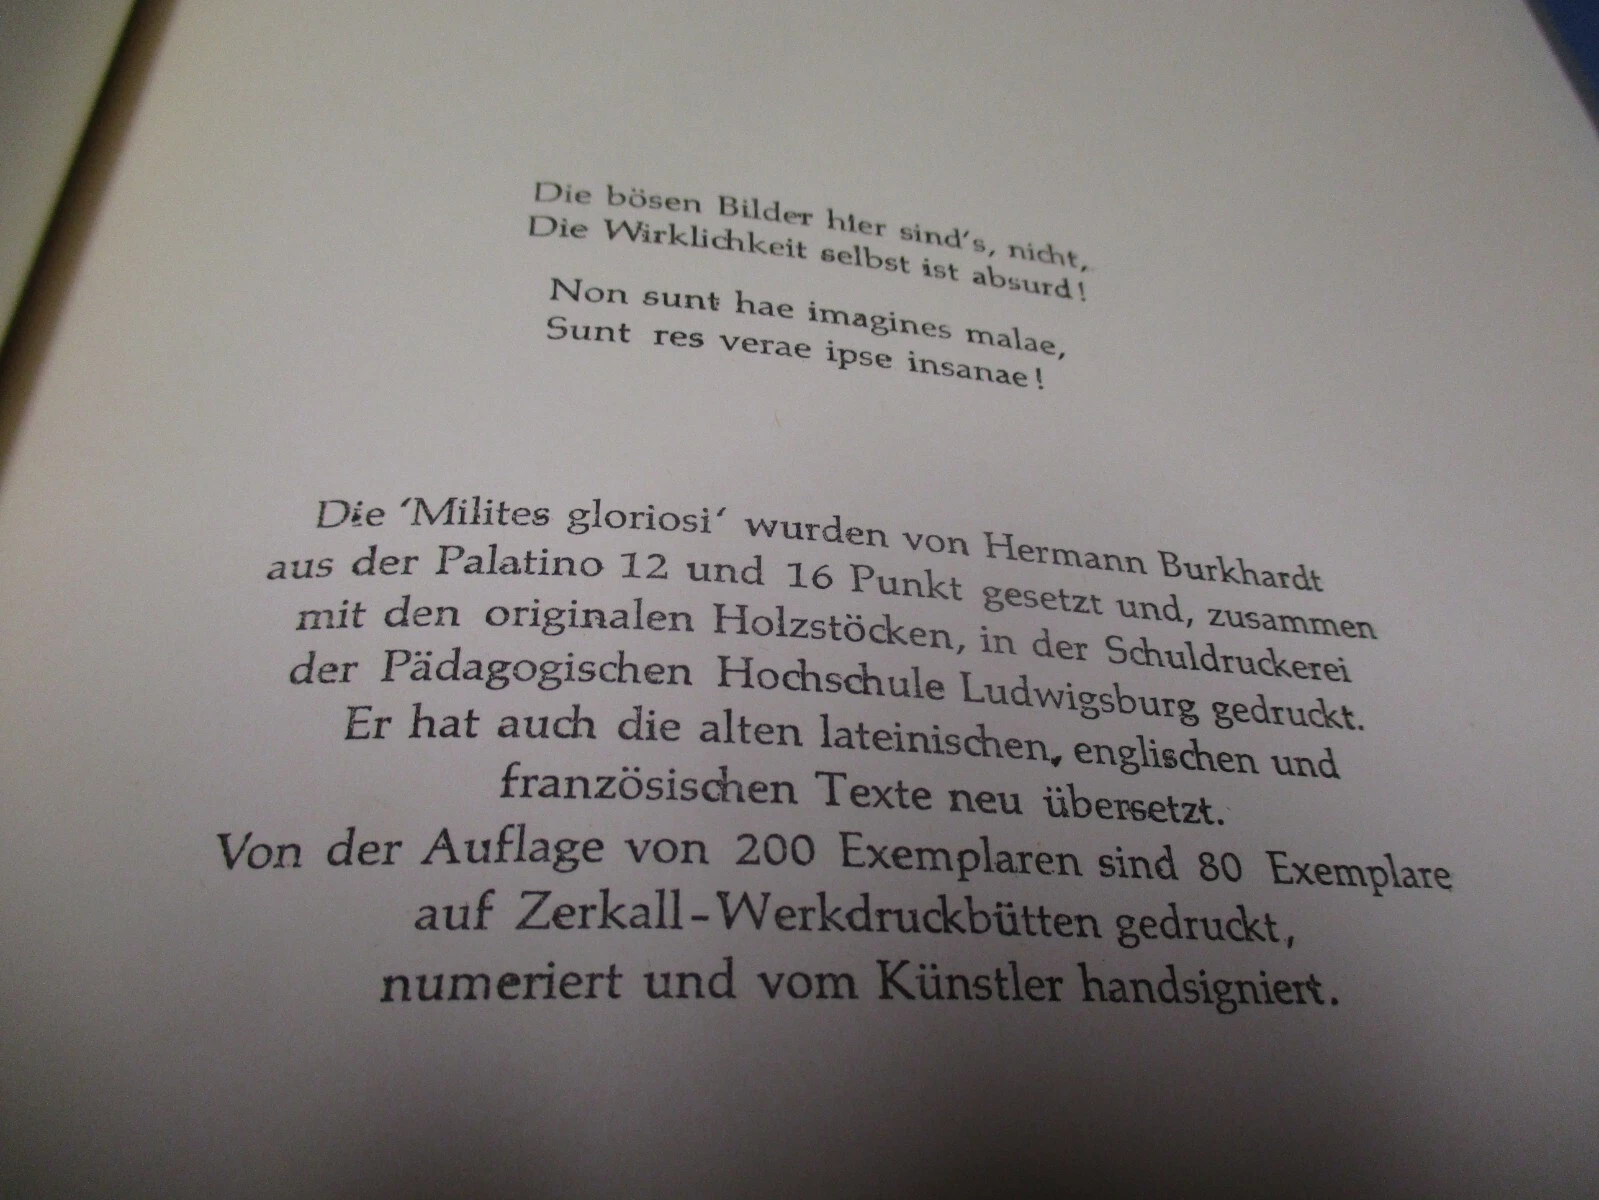 Die bösen Bilder hier sind's, nicht,
Die Wirklichkeit selbst ist absurd!
Non sunt hae imagines malae,
Sunt res verae ipse insanae!
Die ‘Milites gloriosi‘ wurden von Hermann Burkhardt
aus der Palatino 12 und 16 Punkt gesetzt und, zusammen
mit den originalen Holzstöcken, in der Schuldruckerei
der Pädagogischen Hochschule Ludwigsburg gedruckt.
Er hat auch die alten lateinischen, englischen und
französischen Texte neu übersetzt.
Von der Auflage von 200 Exemplaren sind 80 Exemplare
auf Zerkall-Werkdruckbütten gedruckt,
numeriert und vom Künstler handsigniert.